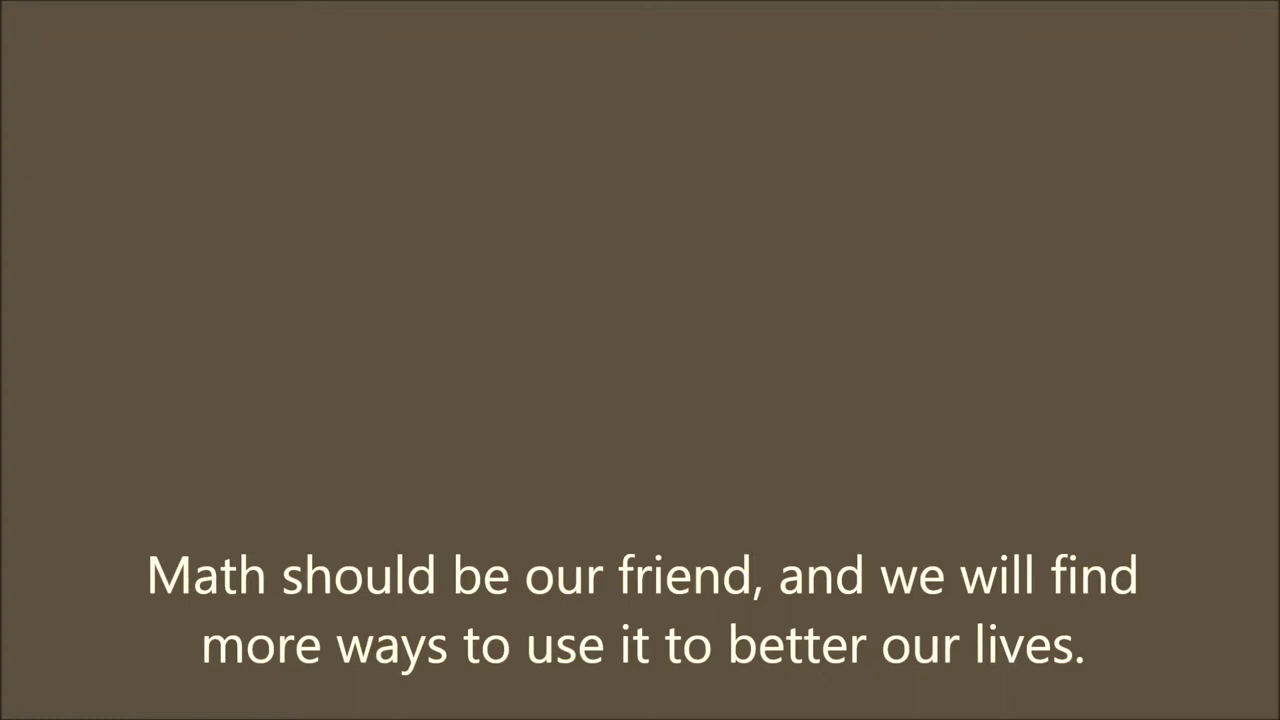 Math should be our friend, and we will find
more ways to use it to better our lives.